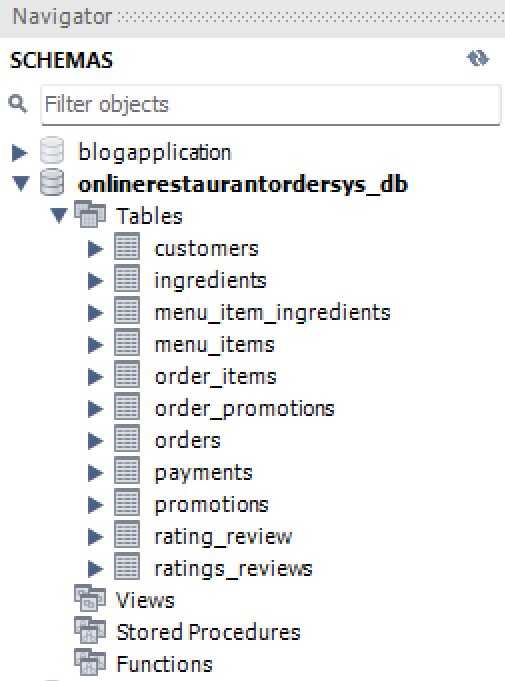 Navigator
SCHEMAS
Filter objects
blogapplication
onlinerestaurantordersys_db
Tables
customers
ingredients
menu_item_ingredients
menu_items
order_items
order_promotions
orders
payments
promotions
rating_review
ratings_reviews
Views
Stored Procedures
Functions